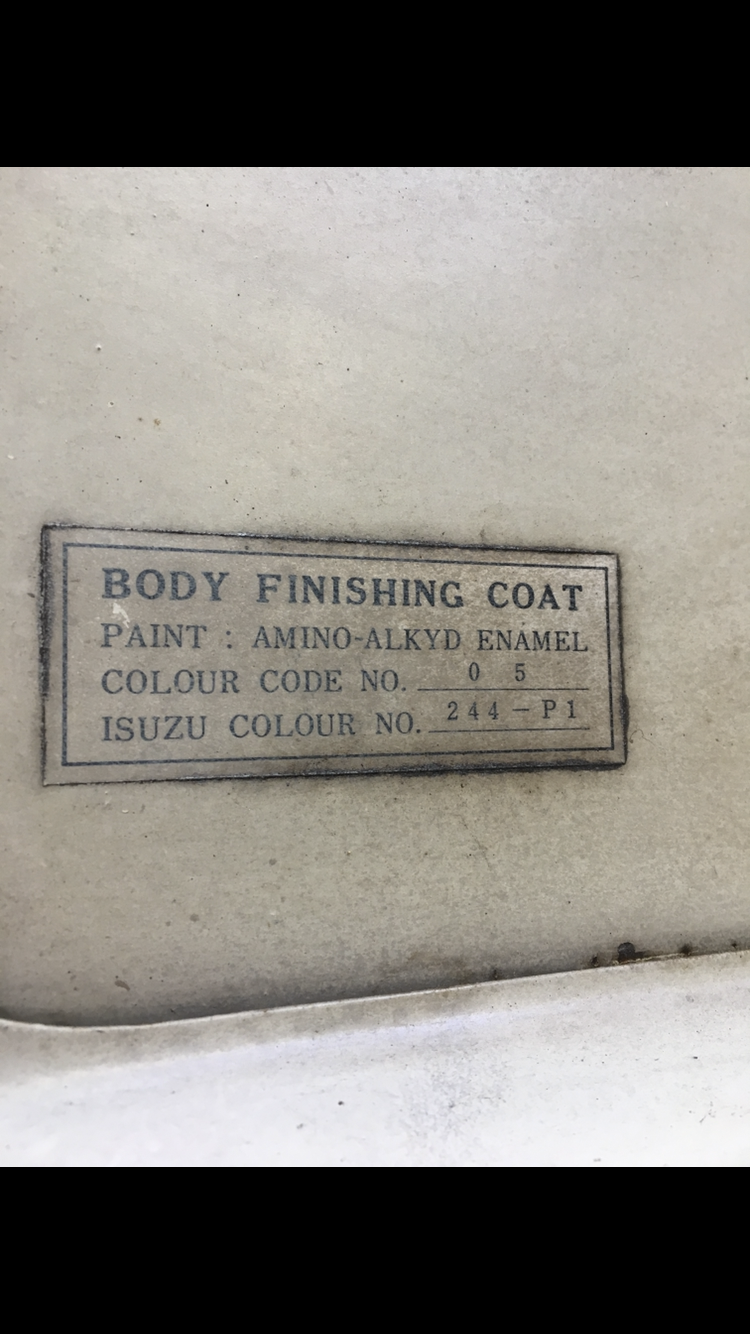 BODY FINISHING COAT
PAINT : AMINO-ALKYD ENAMEL
COLOUR CODE NO. 0 5
ISUZU COLOUR NO. 244-P1